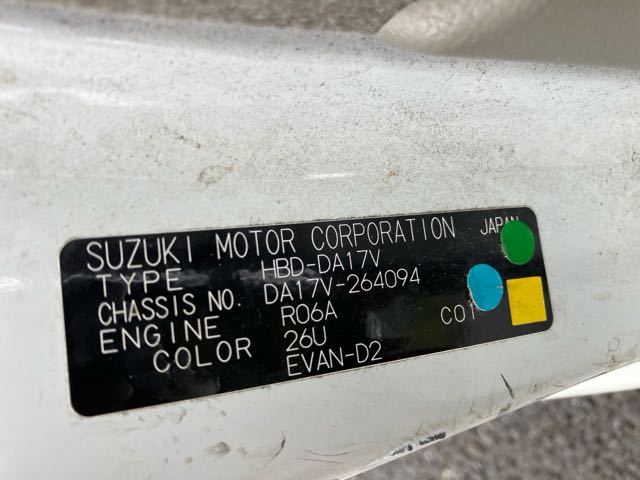 SUZUKI MOTOR CORPORATION JAPAN
TYPE HBD-DA17V
CHASSIS NO. DA17V-264094
ENGINE R06A C01
COLOR 26U
EVAN-D2